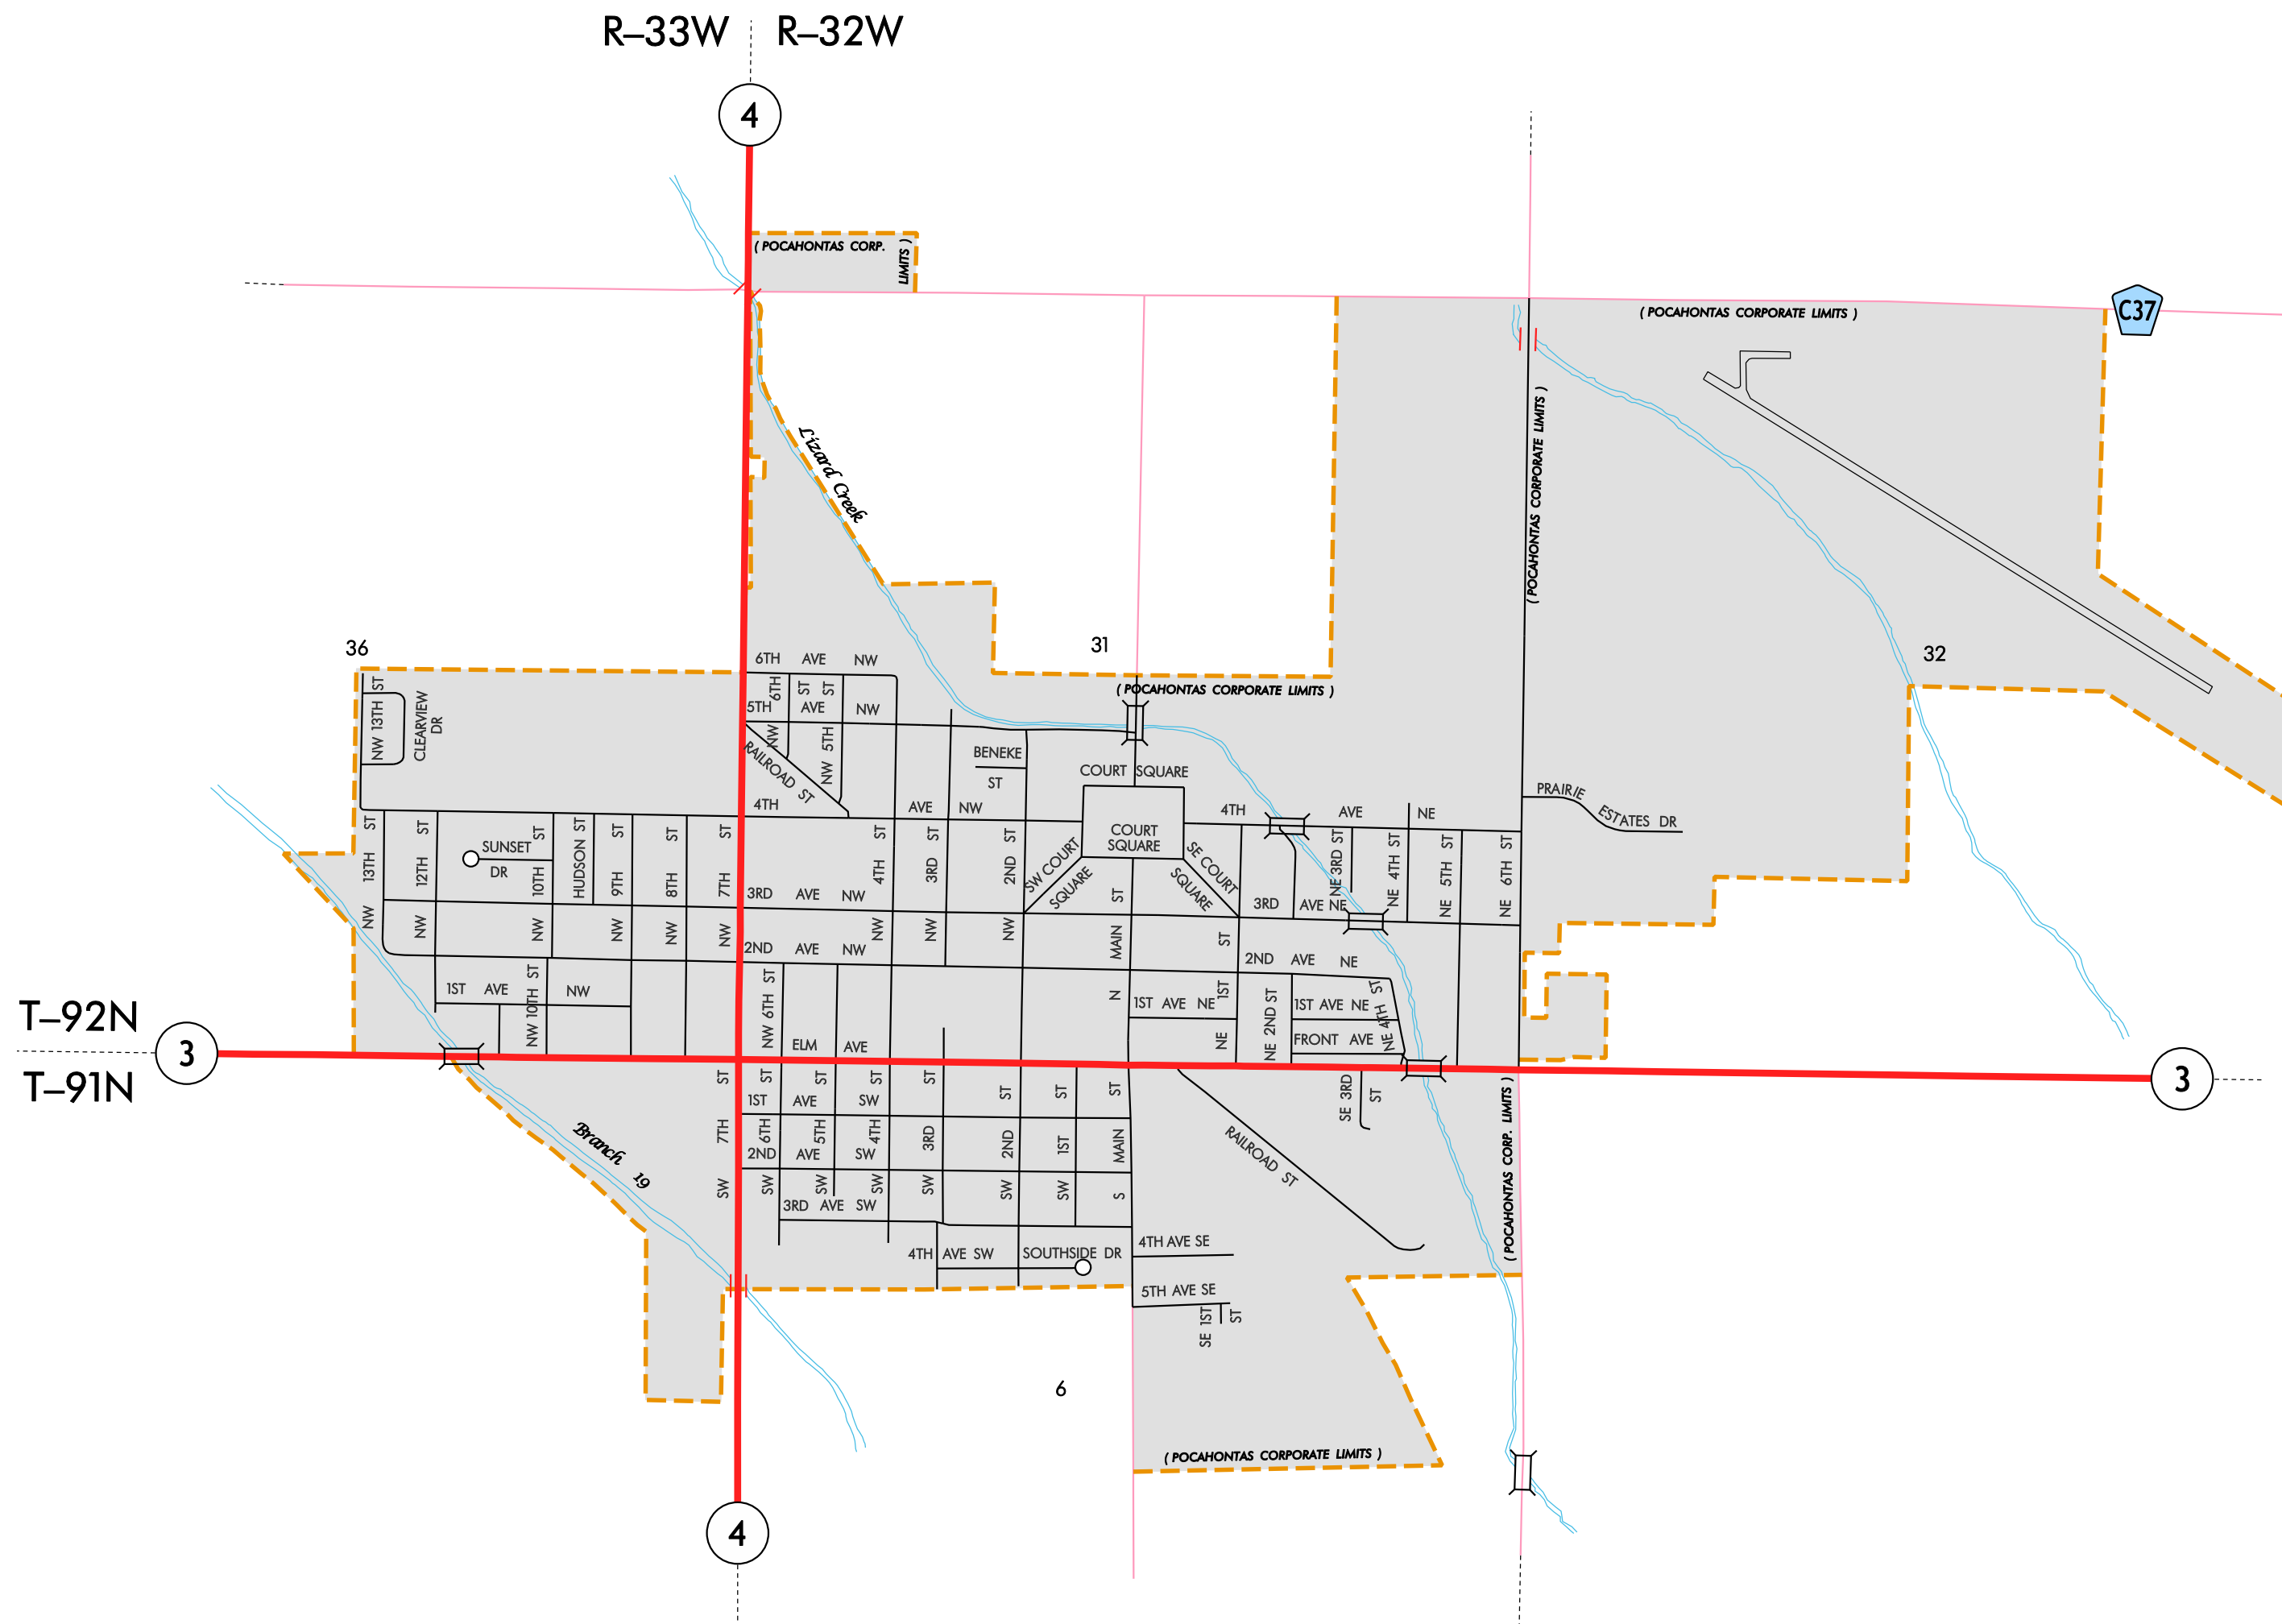 R–33W R–32W
4
( POCAHONTAS CORP.
LIMITS )
C37
( POCAHONTAS CORPORATE LIMITS )
( POCAHONTAS CORPORATE LIMITS )
Lizard Creek
36
31
32
( POCAHONTAS CORPORATE LIMITS )
6TH AVE NW
NW 6TH ST
NW 5TH ST
5TH AVE NW
NW 13TH ST
CLEARVIEW
DR
RAILROAD ST
BENEKE
ST
COURT SQUARE
4TH AVE NW
4TH AVE NE
PRAIRIE ESTATES DR
COURT
SQUARE
SW COURT
SQUARE
SE COURT
SQUARE
NW 13TH ST
NW 12TH ST
SUNSET
DR
NW 10TH ST
HUDSON ST
NW 9TH ST
NW 8TH ST
NW 7TH ST
NW 4TH ST
NW 3RD ST
NW 2ND ST
N MAIN ST
NE 1ST ST
NE 3RD ST
NE 4TH ST
NE 5TH ST
NE 6TH ST
3RD AVE NW
3RD AVE NE
2ND AVE NW
2ND AVE NE
1ST AVE NW
NW 10TH ST
NW 6TH ST
1ST AVE NE
NE 2ND ST
1ST AVE NE
NE 4TH ST
FRONT AVE
ELM AVE
T–92N
3
T–91N
3
SW 7TH ST
SW 6TH ST
SW 5TH ST
SW 4TH ST
SW 3RD ST
SW 2ND ST
SW 1ST ST
S MAIN ST
1ST AVE SW
2ND AVE SW
3RD AVE SW
SE 3RD
ST
RAILROAD ST
( POCAHONTAS CORP. LIMITS )
Branch 19
4TH AVE SW
SOUTHSIDE DR
4TH AVE SE
5TH AVE SE
SE 1ST
ST
6
( POCAHONTAS CORPORATE LIMITS )
4